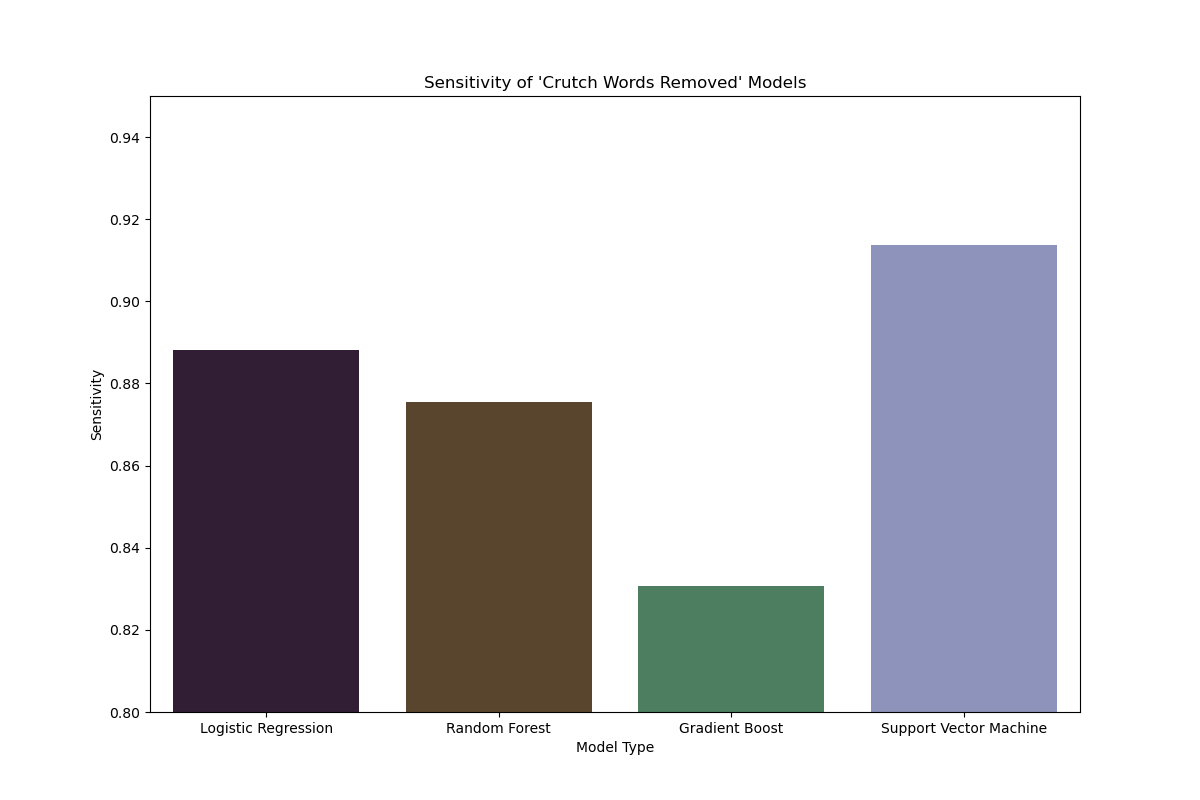 Sensitivity of 'Crutch Words Removed' Models
Sensitivity
0.94
0.92
0.90
0.88
0.86
0.84
0.82
0.80
Logistic Regression
Random Forest
Gradient Boost
Support Vector Machine
Model Type